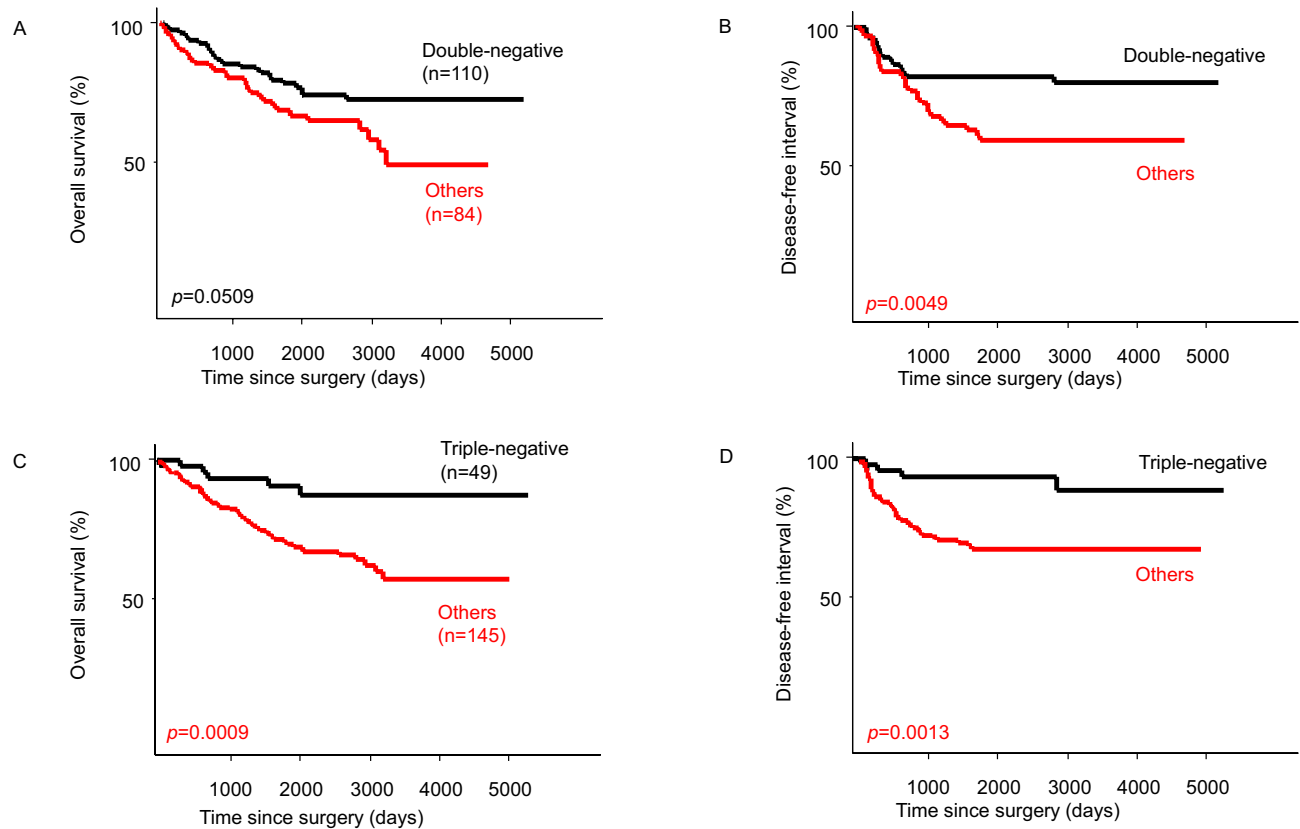 A
Overall survival (%)
100
50
Double-negative
(n=110)
Others
(n=84)
p=0.0509
1000 2000 3000 4000 5000
Time since surgery (days)
B
Disease-free interval (%)
100
50
Double-negative
Others
p=0.0049
1000 2000 3000 4000 5000
Time since surgery (days)
C
Overall survival (%)
100
50
Triple-negative
(n=49)
Others
(n=145)
p=0.0009
1000 2000 3000 4000 5000
Time since surgery (days)
D
Disease-free interval (%)
100
50
Triple-negative
Others
p=0.0013
1000 2000 3000 4000 5000
Time since surgery (days)